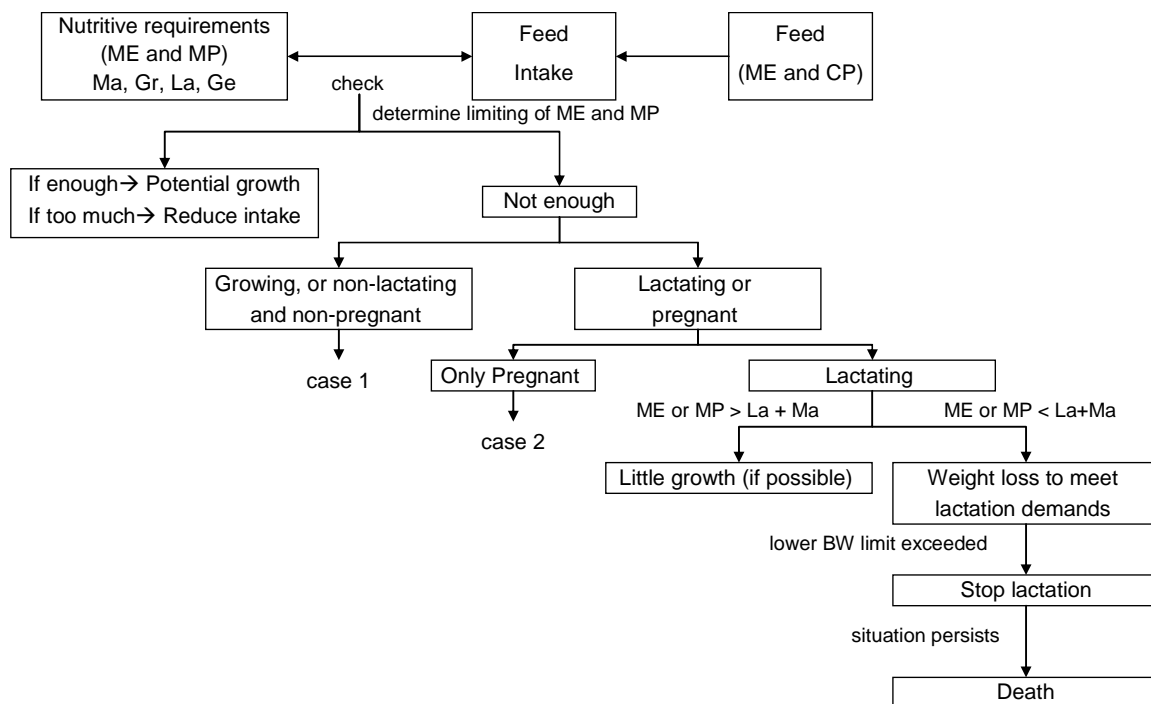 Nutritive requirements
(ME and MP)
Ma, Gr, La, Ge
Feed
Intake
Feed
(ME and CP)
check
determine limiting of ME and MP
If enough→ Potential growth
If too much→ Reduce intake
Not enough
Growing, or non-lactating
and non-pregnant
Lactating or
pregnant
case 1
Only Pregnant
Lactating
case 2
ME or MP > La + Ma
ME or MP < La+Ma
Little growth (if possible)
Weight loss to meet
lactation demands
lower BW limit exceeded
Stop lactation
situation persists
Death